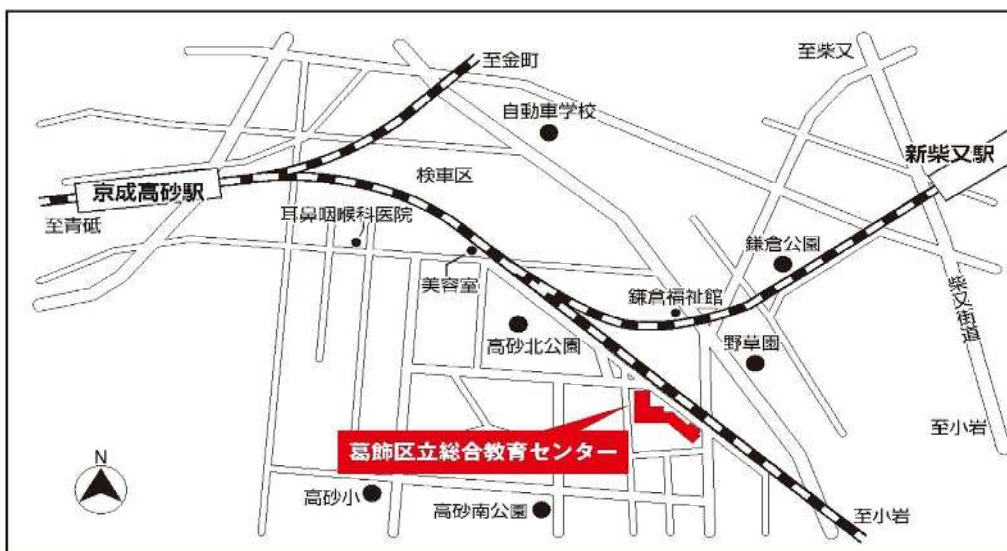 至金町
至柴又
自動車学校
新柴又駅
検車区
京成高砂駅
至青砥
耳鼻咽喉科医院
鎌倉公園
美容室
鎌倉福祉館
柴又街道
高砂北公園
野草園
葛飾区立総合教育センター
至小岩
N
高砂小
高砂南公園
至小岩